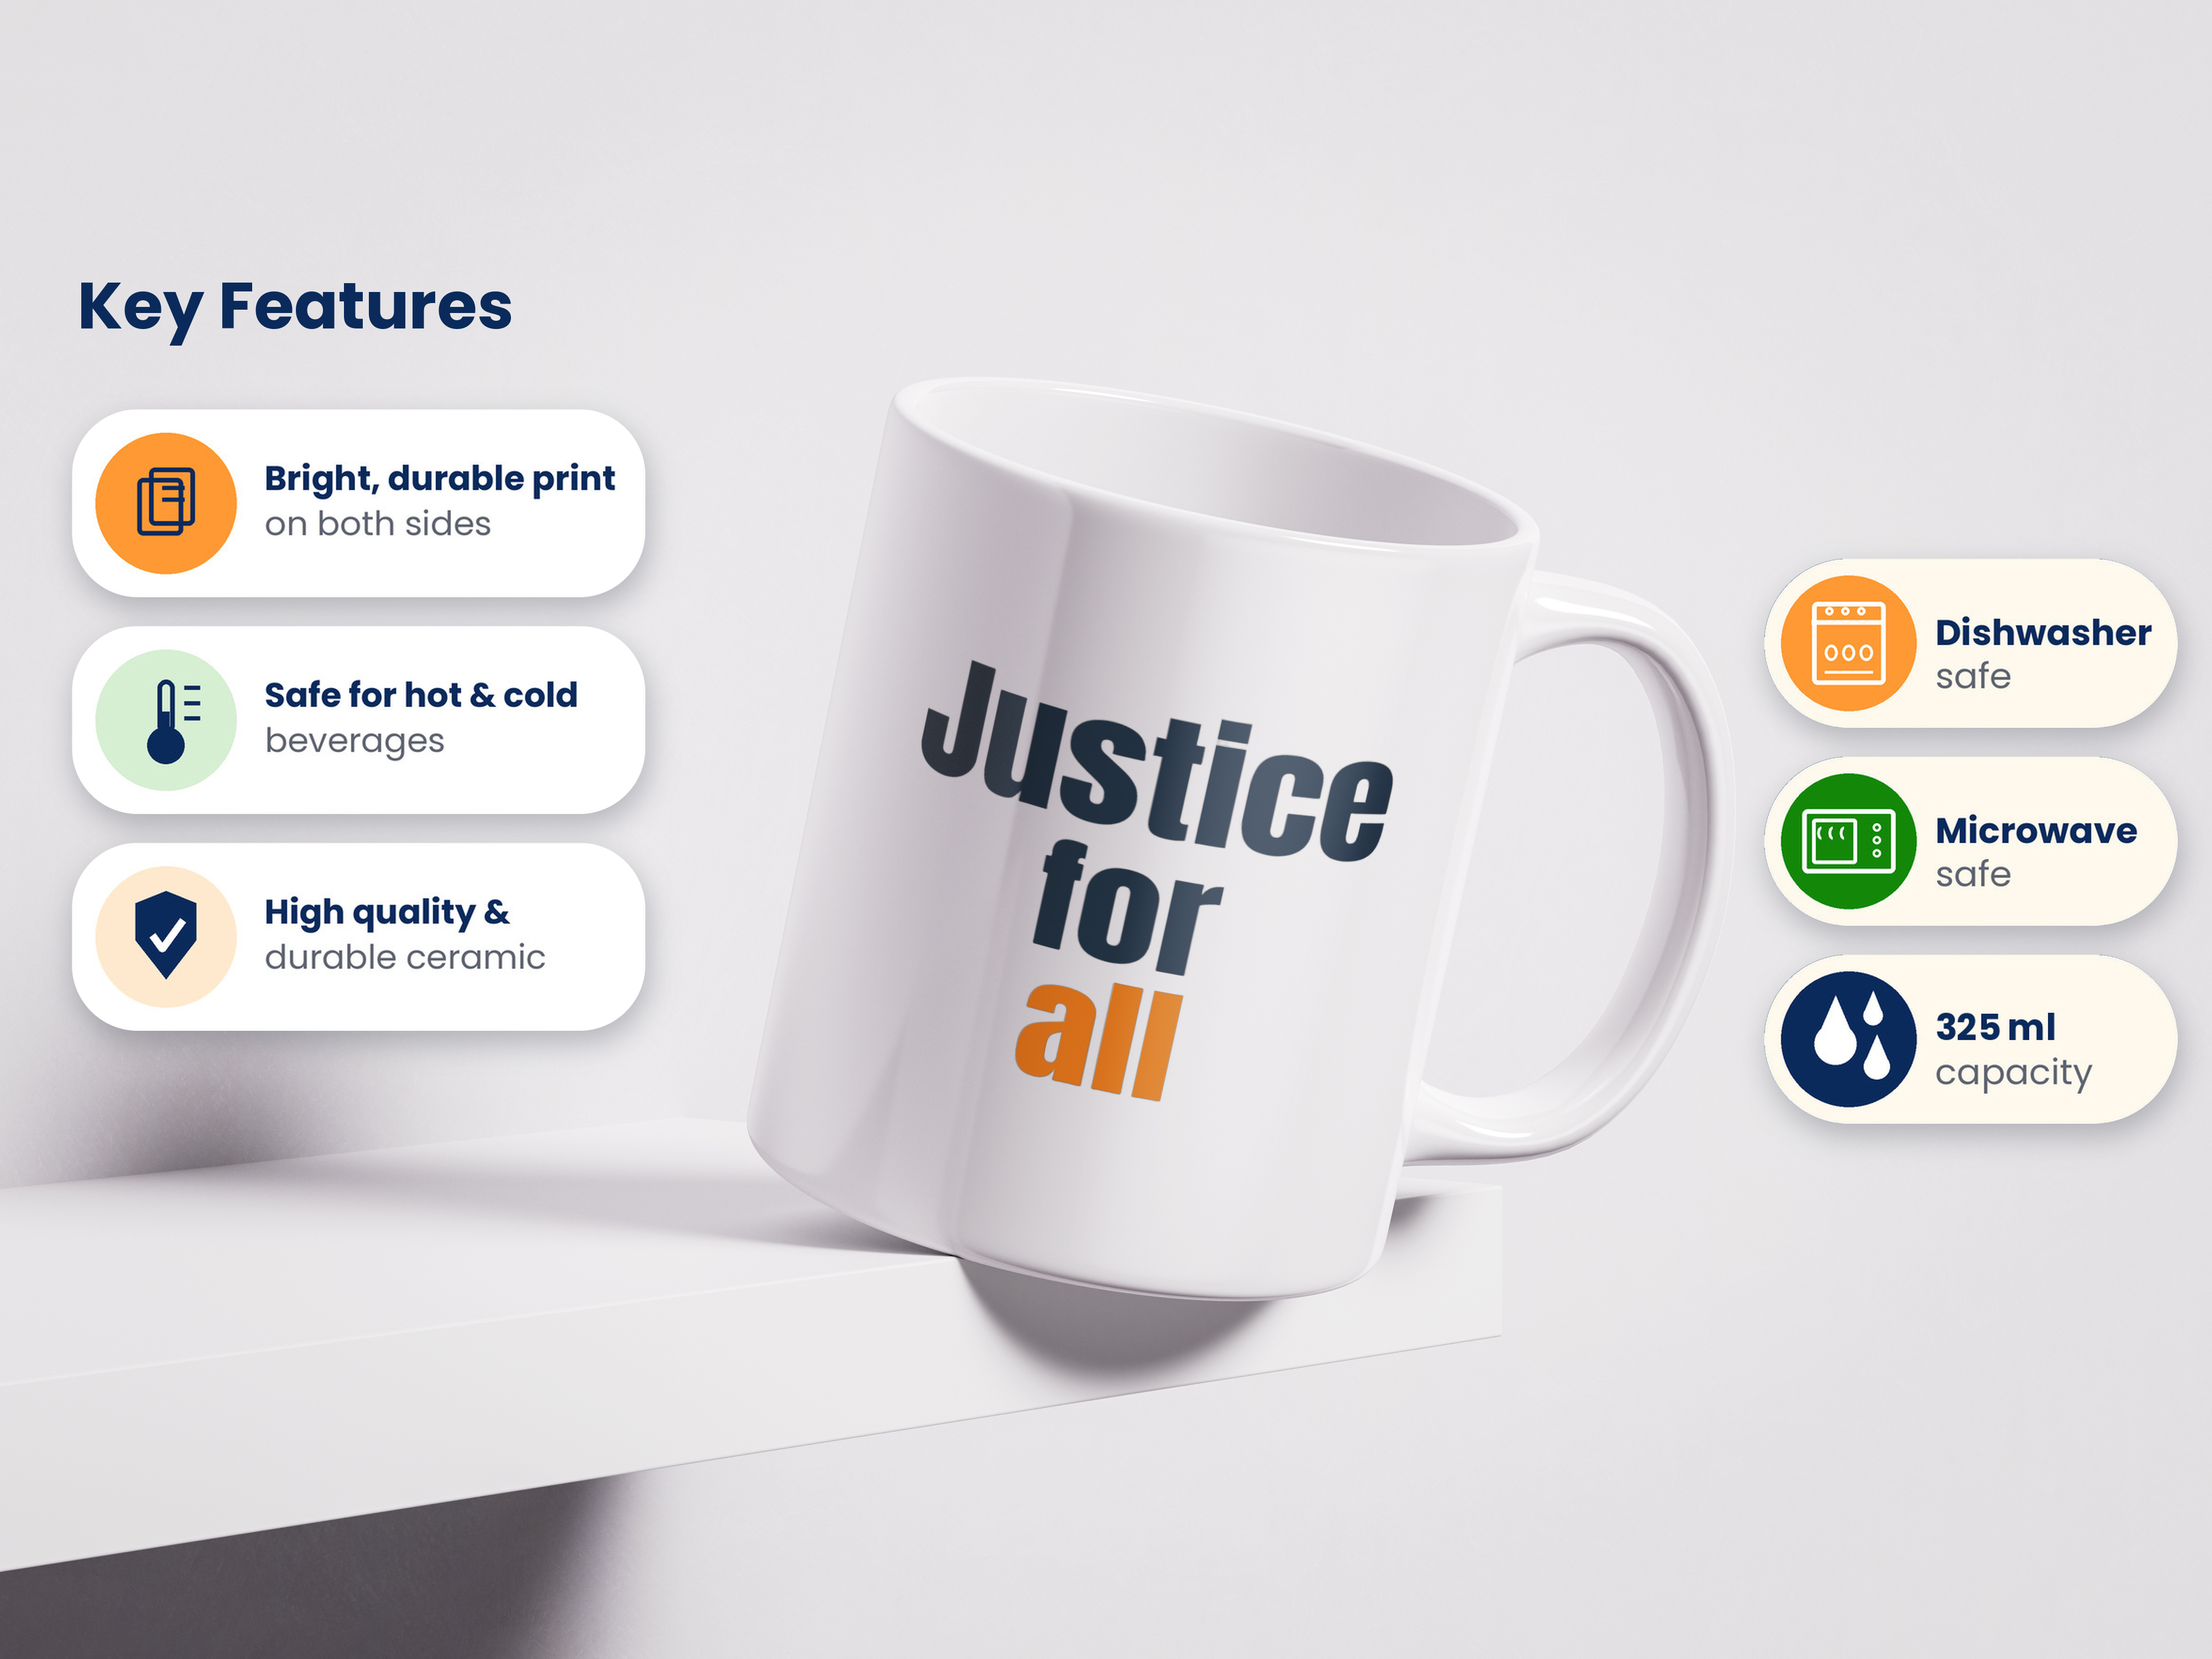 Key Features
Bright, durable print
on both sides
Safe for hot & cold
beverages
High quality &
durable ceramic
Justice
for
all
Dishwasher
safe
Microwave
safe
325 ml
capacity